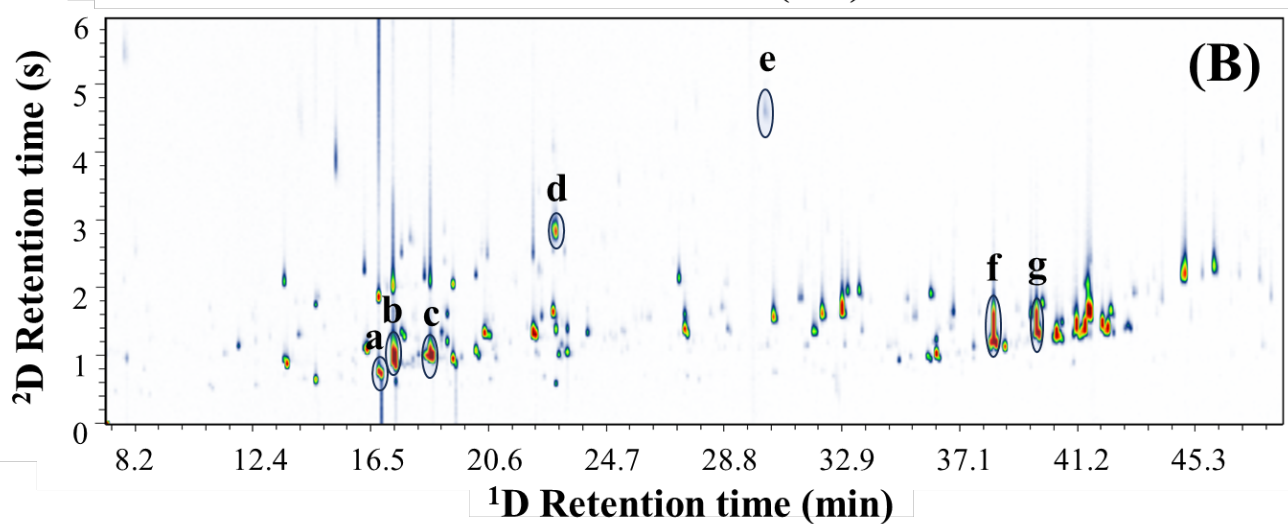 6
5
4
3
2
1
0
²D Retention time (s)
(B)
a
b
c
d
e
f
g
8.2 12.4 16.5 20.6 24.7 28.8 32.9 37.1 41.2 45.3
¹D Retention time (min)